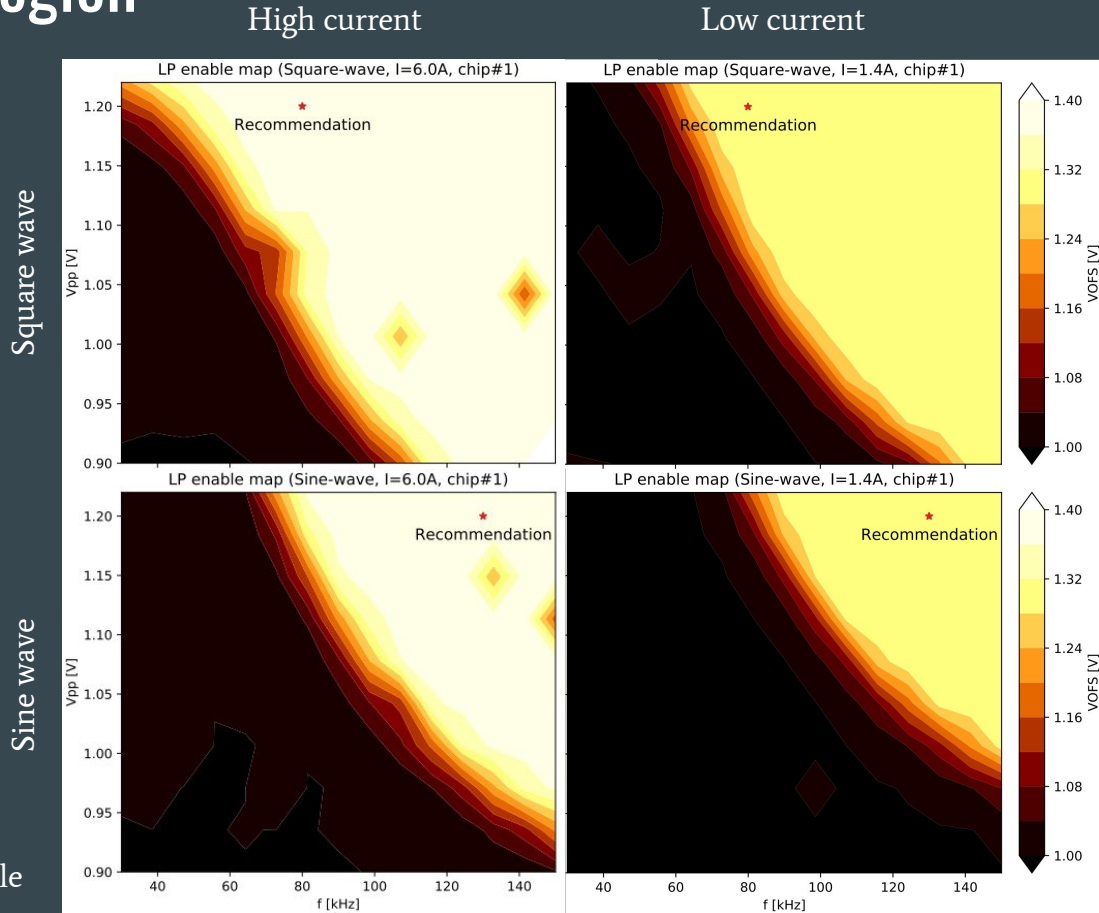 High current
Low current
Square wave
Sine wave
LP enable map (Square-wave, I=6.0A, chip#1)
1.20
1.15
1.10
1.05
1.00
0.95
0.90
Vpp [V]
Recommendation
LP enable map (Square-wave, I=1.4A, chip#1)
Recommendation
1.40
1.32
1.24
1.16
1.08
1.00
VOFS [V]
LP enable map (Sine-wave, I=6.0A, chip#1)
1.20
1.15
1.10
1.05
1.00
0.95
0.90
Vpp [V]
Recommendation
40 60 80 100 120 140
f [kHz]
LP enable map (Sine-wave, I=1.4A, chip#1)
Recommendation
40 60 80 100 120 140
f [kHz]
1.40
1.32
1.24
1.16
1.08
1.00
VOFS [V]
le